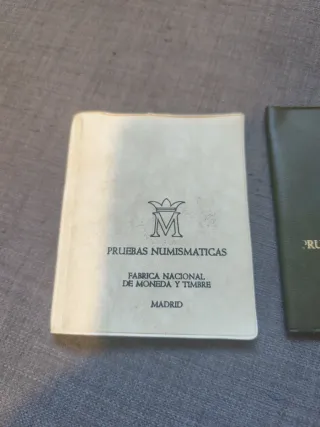 M
PRUEBAS NUMISMATICAS
FABRICA NACIONAL
DE MONEDA Y TIMBRE
MADRID